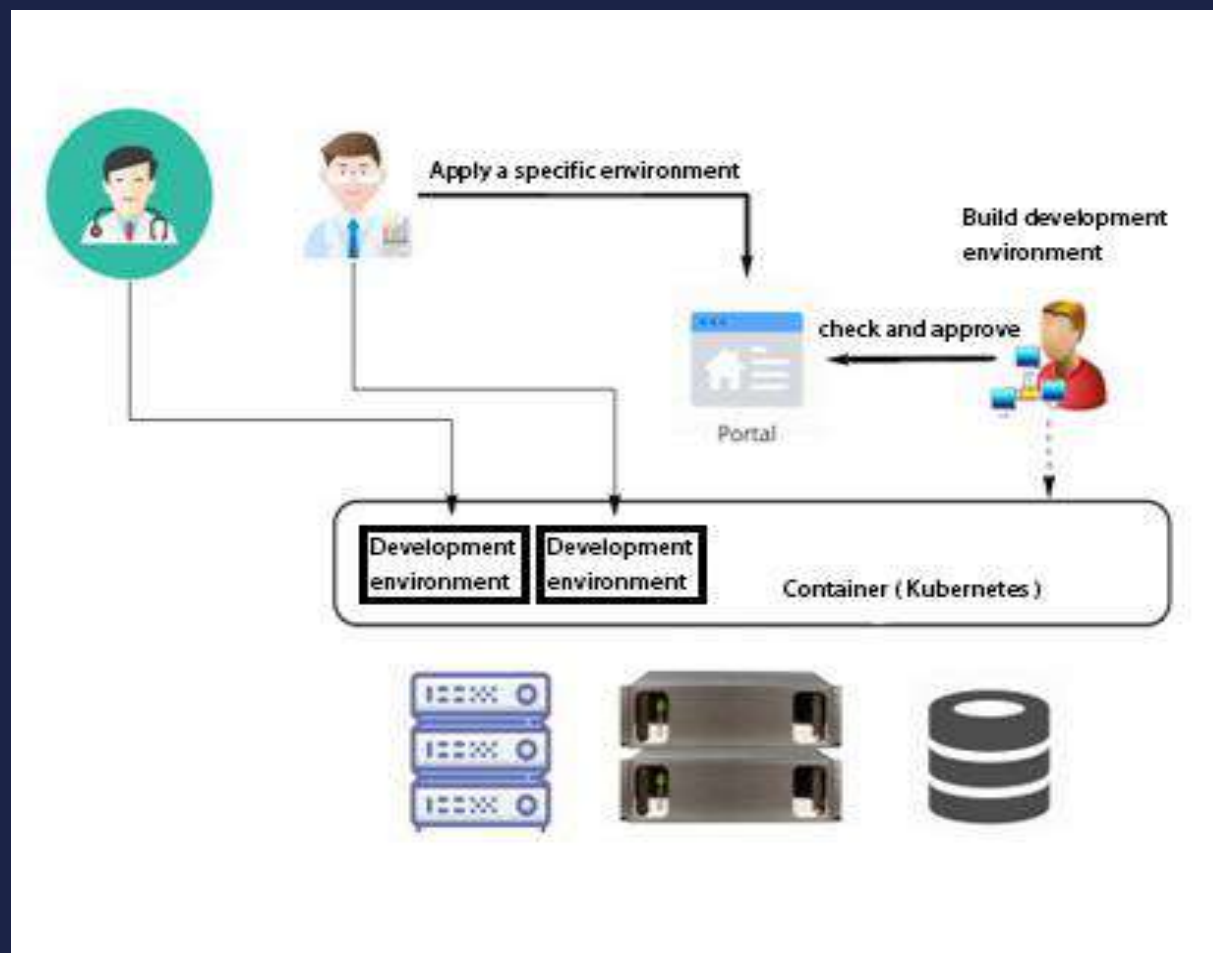 Apply a specific environment
Build development
environment
check and approve
Portal
Development
environment
Development
environment
Container ( Kubernetes )